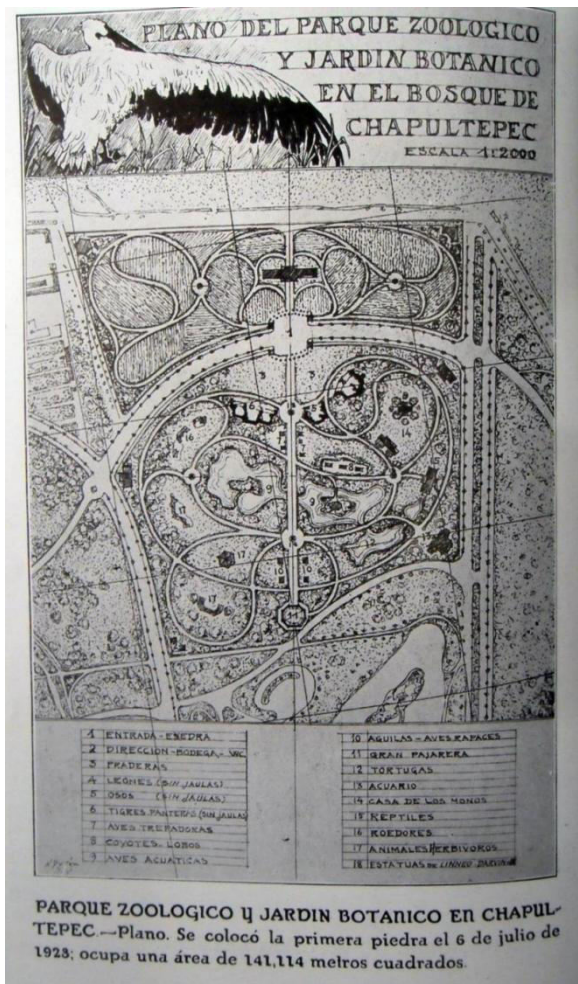 PLANO DEL PARQUE ZOOLOGICO
Y JARDIN BOTANICO
EN EL BOSQUE DE
CHAPULTEPEC
ESCALA 1:2000
1 ENTRADA-ESEDRA
2 DIRECCION-BODEGA-
3 PRADERAS
4 LEONES (SIN JAULAS)
5 OSOS (SIN JAULAS)
6 TIGRES PANTERAS (SIN JAULAS)
7 AVES TREPADORAS
8 COYOTES-LOBOS
9 AVES ACUATICAS
10 AGUILAS-AVES RAPACES
11 GRAN PAJARERA
12 TORTUGAS
13 ACUARIO
14 CASA DE LOS MONOS
15 REPTILES
16 ROEDORES
17 ANIMALES HERBIVOROS
18 ESTATUAS DE LINNEO-
PARQUE ZOOLOGICO y JARDIN BOTANICO EN CHAPUL-
TEPEC.—Plano. Se colocó la primera piedra el 6 de julio de
1923; ocupa una área de 141,114 metros cuadrados.